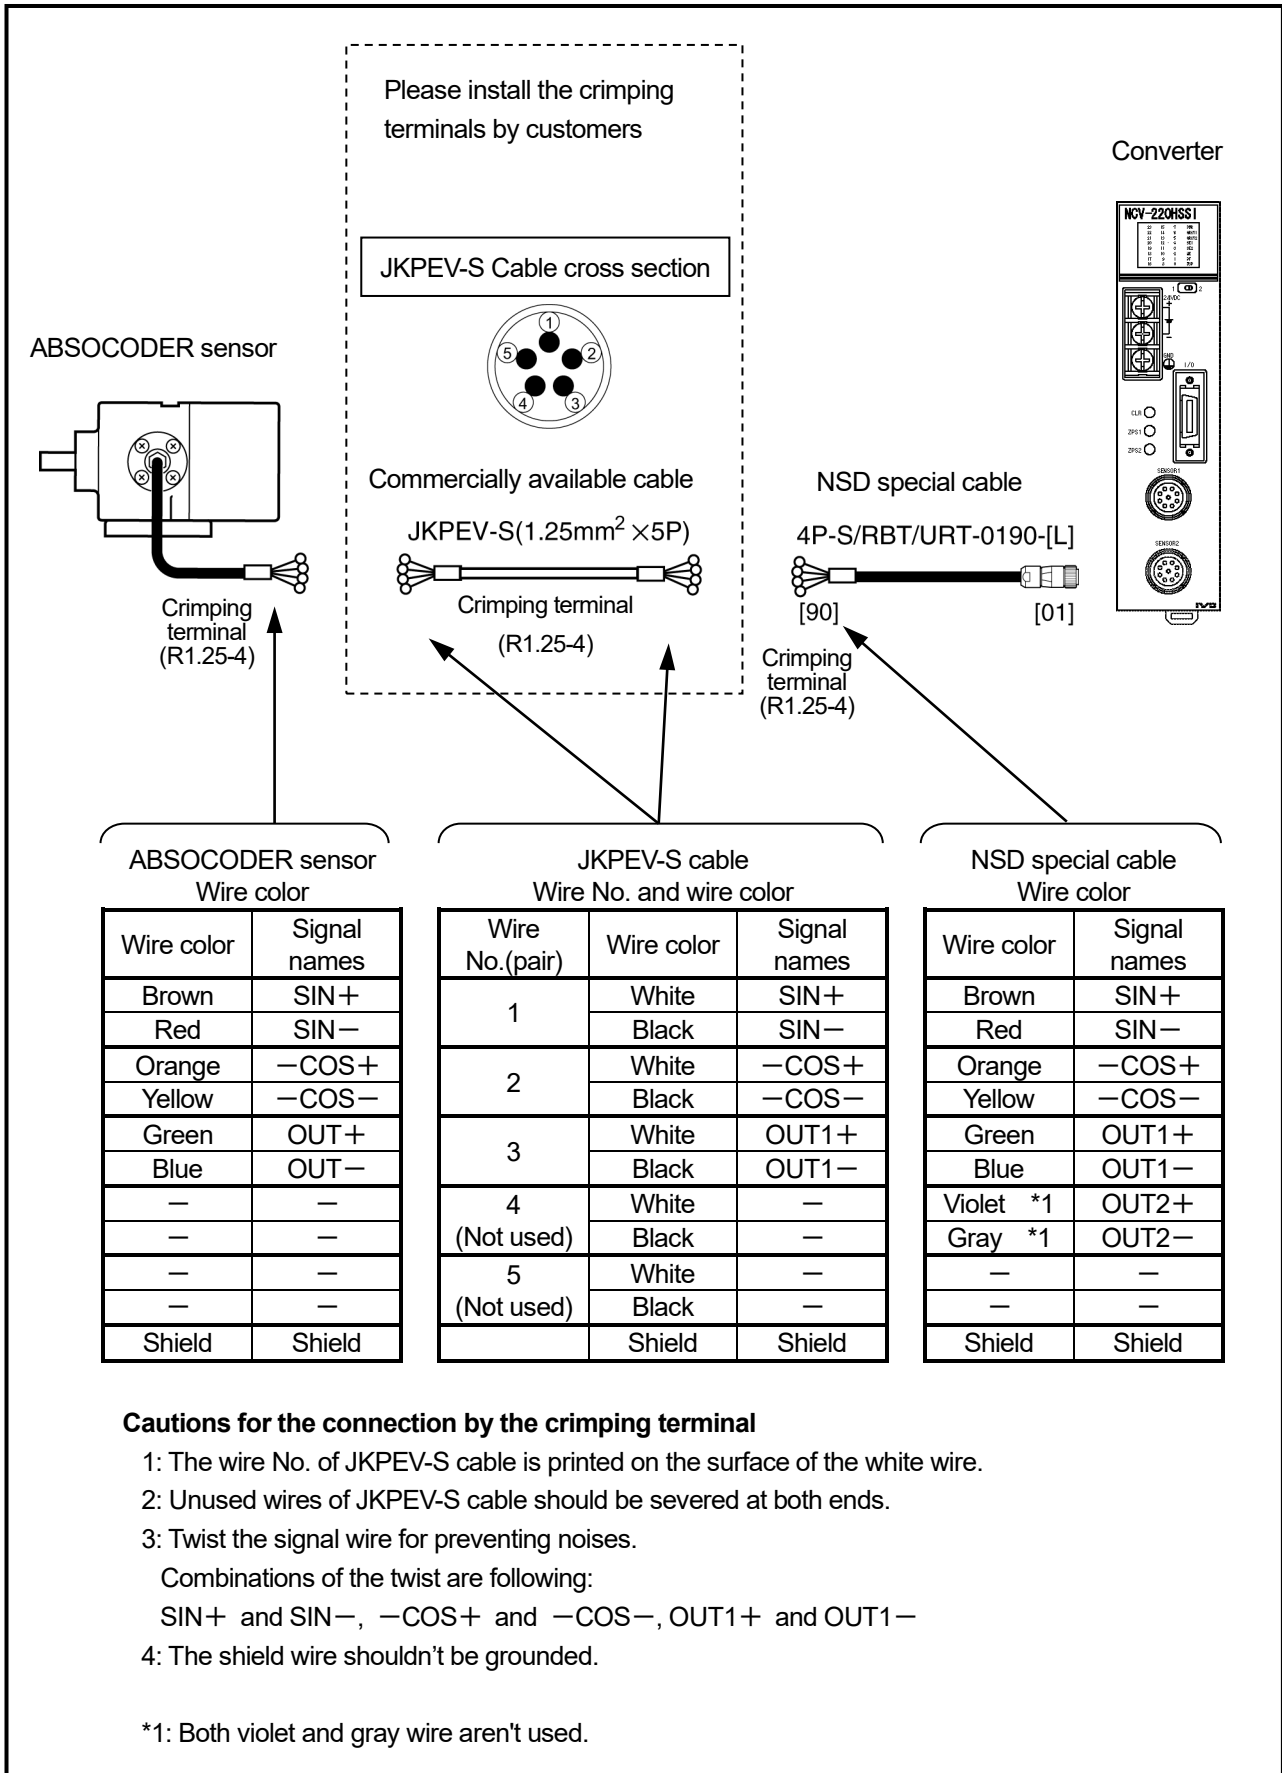 Please install the crimping
terminals by customers
Converter
NCV-220HSSI
JKPEV-S Cable cross section
1 2
24VDC
+
−
GND
I/O
ABSOCODER sensor
1
5 2
4 3
CLR
ZPS1
ZPS2
SENSOR1
SENSOR2
Commercially available cable
JKPEV-S(1.25mm² ×5P)
NSD special cable
4P-S/RBT/URT-0190-[L]
Crimping
terminal
(R1.25-4)
Crimping terminal
(R1.25-4)
[90] [01]
Crimping
terminal
(R1.25-4)
ABSOCODER sensor
Wire color
Wire color Signal names
Brown SIN+
Red SIN−
Orange −COS+
Yellow −COS−
Green OUT+
Blue OUT−
− −
− −
− −
− −
Shield Shield
JKPEV-S cable
Wire No. and wire color
Wire No.(pair) Wire color Signal names
1 White SIN+
Black SIN−
2 White −COS+
Black −COS−
3 White OUT1+
Black OUT1−
4 White −
(Not used) Black −
5 White −
(Not used) Black −
Shield Shield
NSD special cable
Wire color
Wire color Signal names
Brown SIN+
Red SIN−
Orange −COS+
Yellow −COS−
Green OUT1+
Blue OUT1−
Violet *1 OUT2+
Gray *1 OUT2−
− −
− −
Shield Shield
Cautions for the connection by the crimping terminal
1: The wire No. of JKPEV-S cable is printed on the surface of the white wire.
2: Unused wires of JKPEV-S cable should be severed at both ends.
3: Twist the signal wire for preventing noises.
Combinations of the twist are following:
SIN+ and SIN−, −COS+ and −COS−, OUT1+ and OUT1−
4: The shield wire shouldn't be grounded.
*1: Both violet and gray wire aren't used.